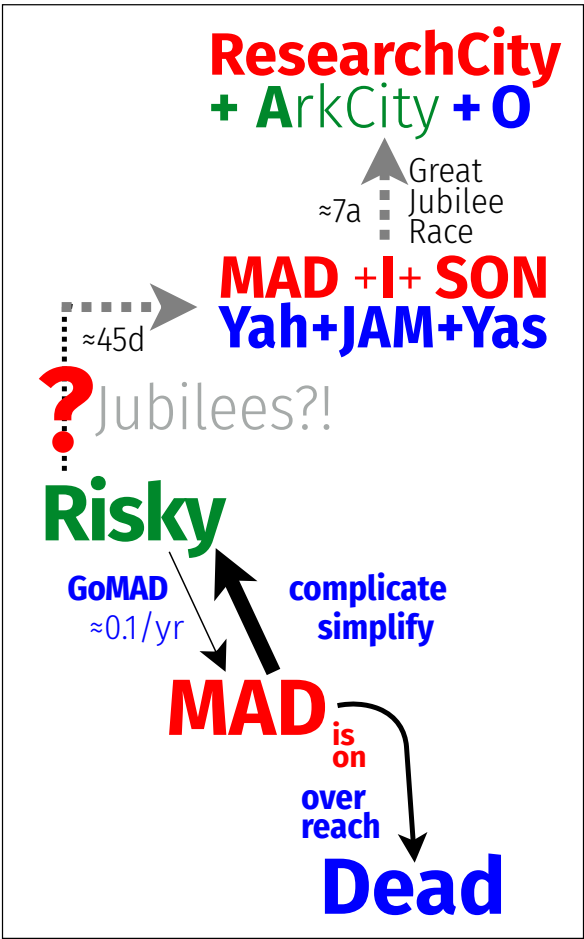 ResearchCity
+ ArkCity + O
Great
≈7a Jubilee
Race
MAD +I+ SON
Yah+JAM+Yas
≈45d
? Jubilees?!
Risky
GoMAD
≈0.1/yr
complicate
simplify
MAD
is
on
over
reach
Dead